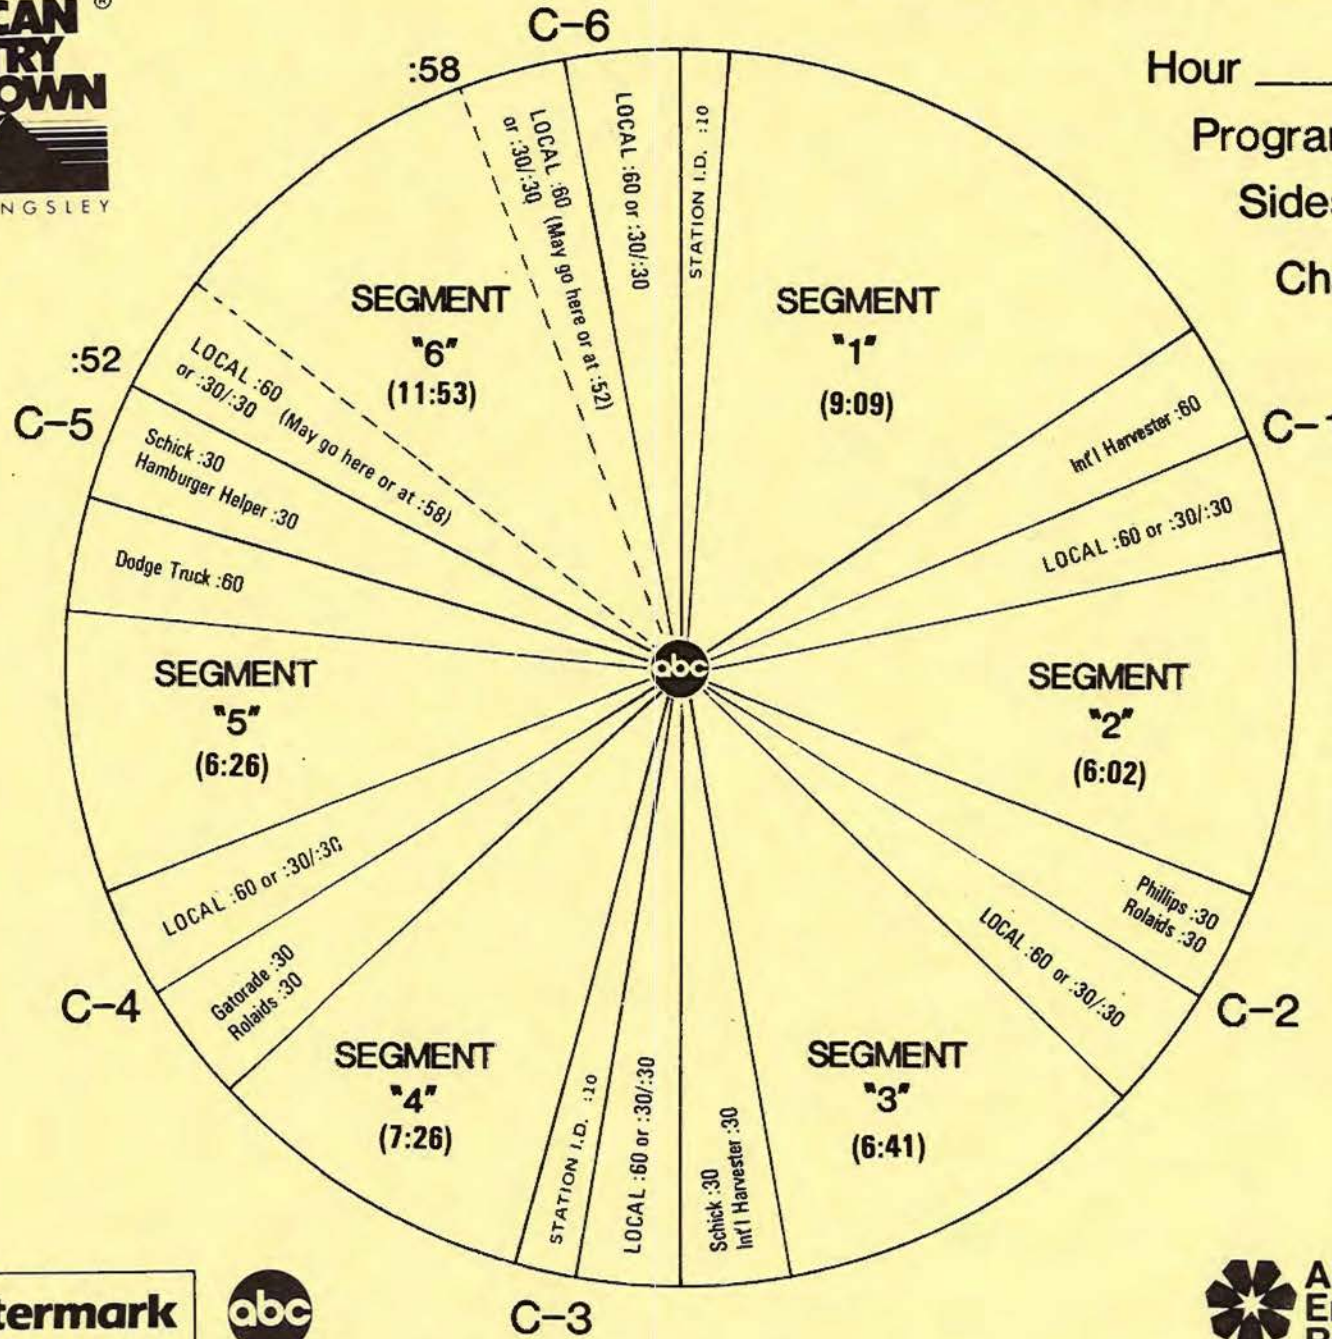 C-6
:58
Hour
NGSLEY
LOCAL :60 (May go here or at :52)
or :30/:30
LOCAL :60 or :30/:30
STATION I.D. :10
SEGMENT
"1"
(9:09)
Int'l Harvester :60
C-1
LOCAL :60 or :30/:30
SEGMENT
"2"
(6:02)
Phillips :30
Rolaids :30
C-2
LOCAL :60 or :30/:30
SEGMENT
"3"
(6:41)
Schick :30
Int'l Harvester :30
C-3
LOCAL :60 or :30/:30
STATION I.D. :10
SEGMENT
"4"
(7:26)
Gatorade :30
Rolaids :30
C-4
LOCAL :60 or :30/:30
SEGMENT
"5"
(6:26)
Dodge Truck :60
Schick :30
Hamburger Helper :30
C-5
:52
LOCAL :60 (May go here or at :58)
or :30/:30
SEGMENT
"6"
(11:53)
abc
termark
abc